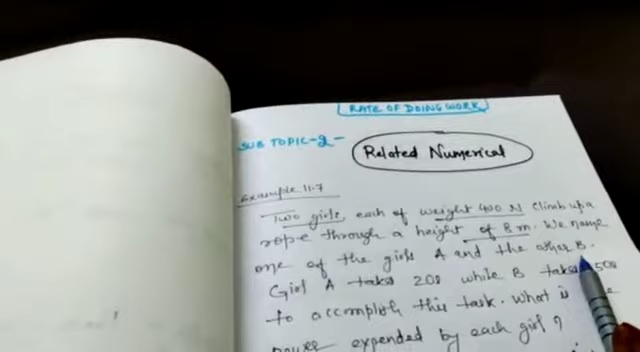 RATE OF DOING WORK
SUB TOPIC-2-
Related Numerical
Example 11.7
Two girls, each of weight 400 N climb up a
rope through a height of 8 m. We name
one of the girls A and the other B.
Girl A takes 20s while B takes 50s
to accomplish this task. What is
power expended by each girl?